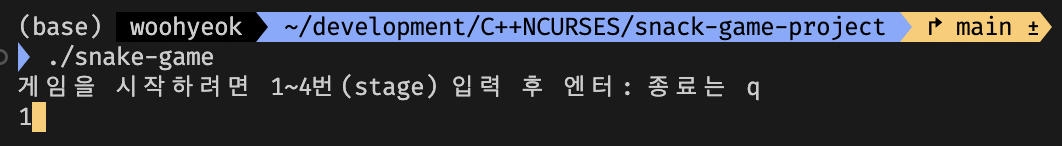 (base) woohyeok ~/development/C++NCURSES/snack-game-project main ±
./snake-game
게임을 시작하려면 1~4번(stage) 입력 후 엔터: 종료는 q
1